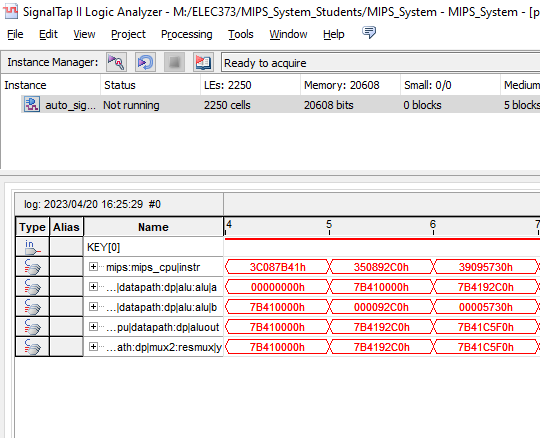 SignalTap II Logic Analyzer - M:/ELEC373/MIPS_System_Students/MIPS_System - MIPS_System - [p
File Edit View Project Processing Tools Window Help
Instance Manager: Ready to acquire
Instance Status LEs: 2250 Memory: 20608 Small: 0/0 Medium
auto_sig... Not running 2250 cells 20608 bits 0 blocks 5 blocks
log: 2023/04/20 16:25:29 #0
Type Alias Name 4 5 6 7
in KEY[0]
mips:mips_cpu|instr 3C087B41h 350892C0h 39095730h
...|datapath:dp|alu:alu|a 00000000h 7B410000h 7B4192C0h
...|datapath:dp|alu:alu|b 7B410000h 000092C0h 00005730h
...pu|datapath:dp|aluout 7B410000h 7B4192C0h 7B41C5F0h
...ath:dp|mux2:resmux|y 7B410000h 7B4192C0h 7B41C5F0h